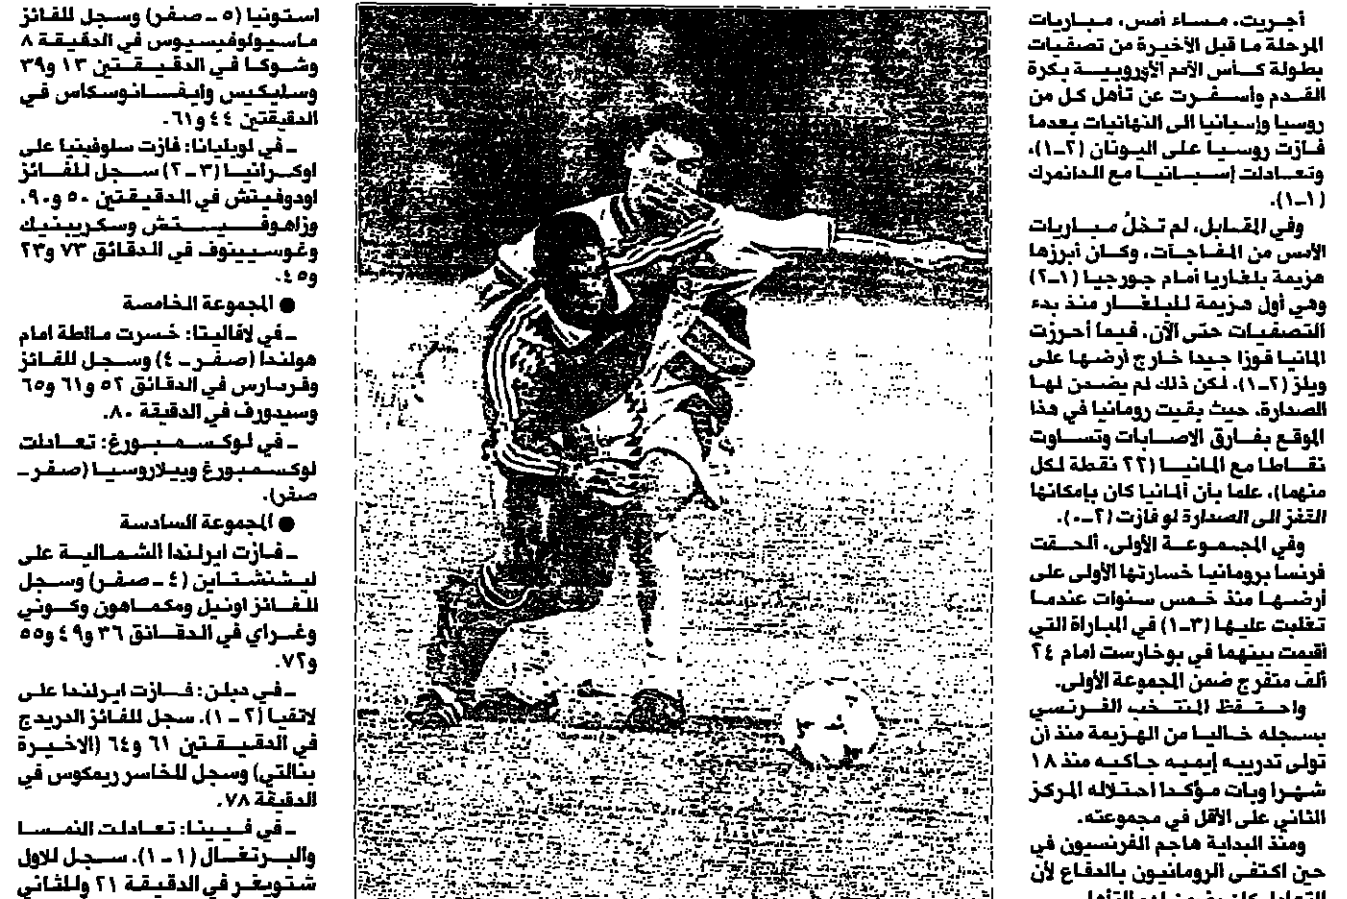 أجريت، مساء أمس، مباريات
المرحلة ما قبل الأخيرة من تصفيات
بطولة كأس الأمم الأوروبية بكرة
القدم وأسفرت عن تأهل كل من
روسيا وإسبانيا الى النهائيات بعدما
فازت روسيا على اليونان (٢-١)،
وتعادلت إسبانيا مع الدانمرك
(١-١).
وفي المقابل، لم تخلُ مباريات
الأمس من المفاجآت، وكان أبرزها
هزيمة بلغاريا أمام جورجيا (١-٢)
وهي أول هزيمة للبلغار منذ بدء
التصفيات حتى الآن، فيما أحرزت
المانيا فوزا جيدا خارج أرضها على
ويلز (٢-١)، لكن ذلك لم يضمن لها
الصدارة، حيث بقيت رومانيا في هذا
الموقع بفارق الاصابات وتساوت
نقاطا مع المانيا (٢٢ نقطة لكل
منهما)، علما بأن ألمانيا كان بإمكانها
القفز الى الصدارة لو فازت (٢-٠).
وفي المجموعة الأولى، ألحقت
فرنسا برومانيا خسارتها الأولى على
أرضها منذ خمس سنوات عندما
تغلبت عليها (٣-١) في المباراة التي
أقيمت بينهما في بوخارست امام ٢٤
ألف متفرج ضمن المجموعة الأولى.
واحتفظ المنتخب الفرنسي
بسجله خاليا من الهزيمة منذ أن
تولى تدريبه إيميه جاكيه منذ ١٨
شهرا وبات مؤكدا احتلاله المركز
الثاني على الأقل في مجموعته.
ومنذ البداية هاجم الفرنسيون في
حين اكتفى الرومانيون بالدفاع لأن
استونيا (٥ - صفر) وسجل للفائز
ماسيولوفيسيوس في الدقيقة ٨
وشوكا في الدقيقتين ١٣ و٣٩
وسليكيس وأيفانوسكاس في
الدقيقتين ٤٤ و٦١.
- في لوبليانا: فازت سلوفينيا على
اوكرانيا (٣ - ٢) سجل للفائز
اودوفيتش في الدقيقتين ٥٠ و٩٠،
وزاهوفيتش وسكريبنيك
وغوسيينوف في الدقائق ٧٣ و٢٣
و٤٥.
● المجموعة الخامسة
- في لافاليتا: خسرت مالطة امام
هولندا (صفر - ٤) وسجل للفائز
وفرمارس في الدقائق ٥٢ و٦١ و٦٥
وسيدورف في الدقيقة ٨٠.
- في لوكسمبورغ: تعادلت
لوكسمبورغ وبيلاروسيا (صفر -
صفر).
● المجموعة السادسة
- فازت ايرلندا الشمالية على
ليشنشتاين (٤ - صفر) وسجل
للفائز اونيل ومكماهون وكوني
وغراي في الدقائق ٣٦ و٤٩ و٥٥
و٧٢.
- في دبلن: فازت ايرلندا على
لاتفيا (٢ - ١). سجل للفائز الدريدج
في الدقيقتين ٦١ و٦٤ (الاخيرة
بنالتي) وسجل للخاسر ريمكوس في
الدقيقة ٧٨.
- في فيينا: تعادلت النمسا
والبرتغال (١ - ١). سجل للاول
شتويغر في الدقيقة ٢١ وللثاني